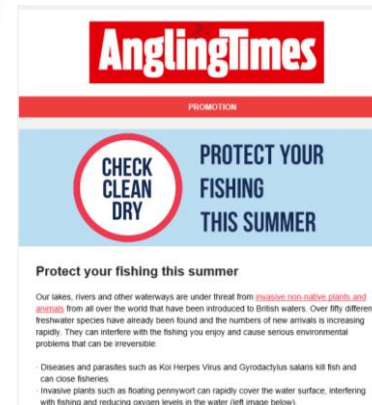 AnglingTimes
PROMOTION
CHECK
CLEAN
DRY
PROTECT YOUR
FISHING
THIS SUMMER
Protect your fishing this summer
Our lakes, rivers and other waterways are under threat from invasive non-native plants and
animals from all over the world that have been introduced to British waters. Over fifty different
freshwater species have already been found and the numbers of new arrivals is increasing
rapidly. They can interfere with the fishing you enjoy and cause serious environmental
problems that can be irreversible:
· Diseases and parasites such as Koi Herpes Virus and Gyrodactylus salaris kill fish and
can close fisheries.
· Invasive plants such as floating pennywort can rapidly cover the water surface, interfering
with fishing and reducing oxygen levels in the water (left image below).